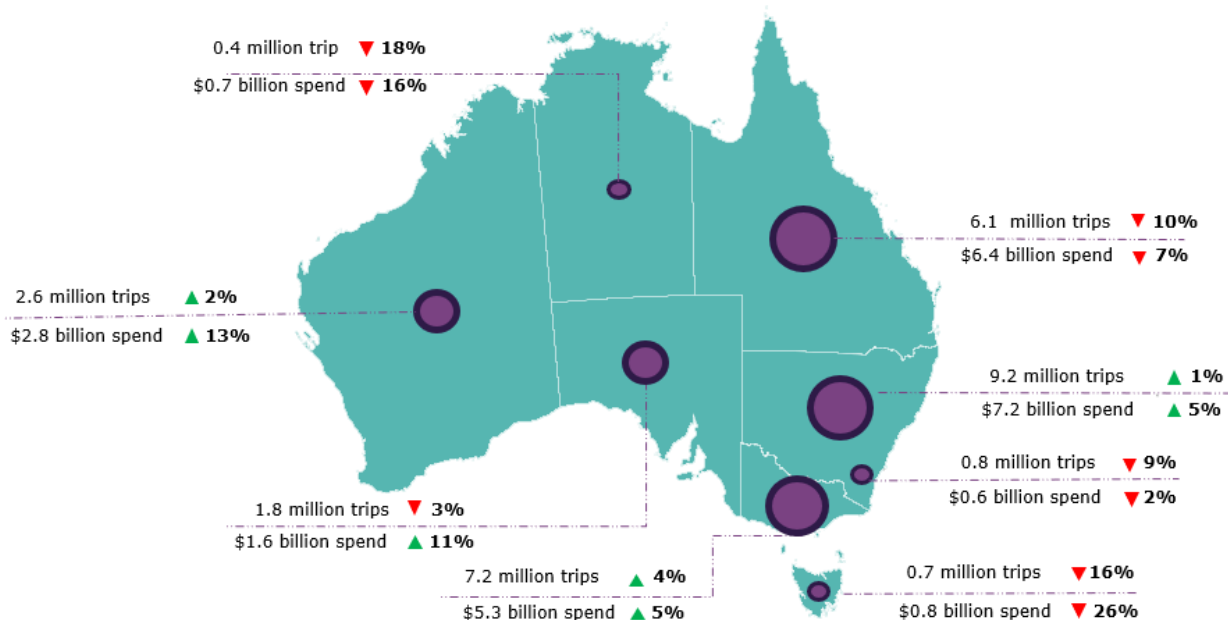 0.4 million trip ▼ 18%
$0.7 billion spend ▼ 16%
6.1 million trips ▼ 10%
$6.4 billion spend ▼ 7%
2.6 million trips ▲ 2%
$2.8 billion spend ▲ 13%
9.2 million trips ▲ 1%
$7.2 billion spend ▲ 5%
0.8 million trips ▼ 9%
$0.6 billion spend ▼ 2%
1.8 million trips ▼ 3%
$1.6 billion spend ▲ 11%
7.2 million trips ▲ 4%
$5.3 billion spend ▲ 5%
0.7 million trips ▼ 16%
$0.8 billion spend ▼ 26%